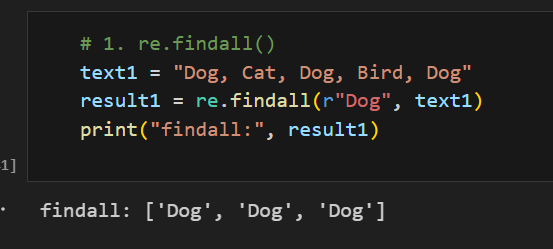 # 1. re.findall()
text1 = "Dog, Cat, Dog, Bird, Dog"
result1 = re.findall(r"Dog", text1)
print("findall:", result1)
1]
findall: ['Dog', 'Dog', 'Dog']